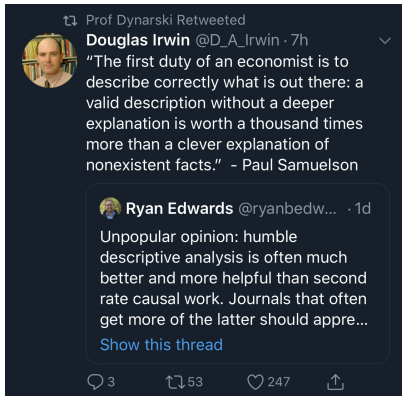 Prof Dynarski Retweeted
Douglas Irwin @D_A_Irwin · 7h
“The first duty of an economist is to
describe correctly what is out there: a
valid description without a deeper
explanation is worth a thousand times
more than a clever explanation of
nonexistent facts.”  - Paul Samuelson
Ryan Edwards @ryanbedw... · 1d
Unpopular opinion: humble
descriptive analysis is often much
better and more helpful than second
rate causal work. Journals that often
get more of the latter should appre...
Show this thread
3 53 247